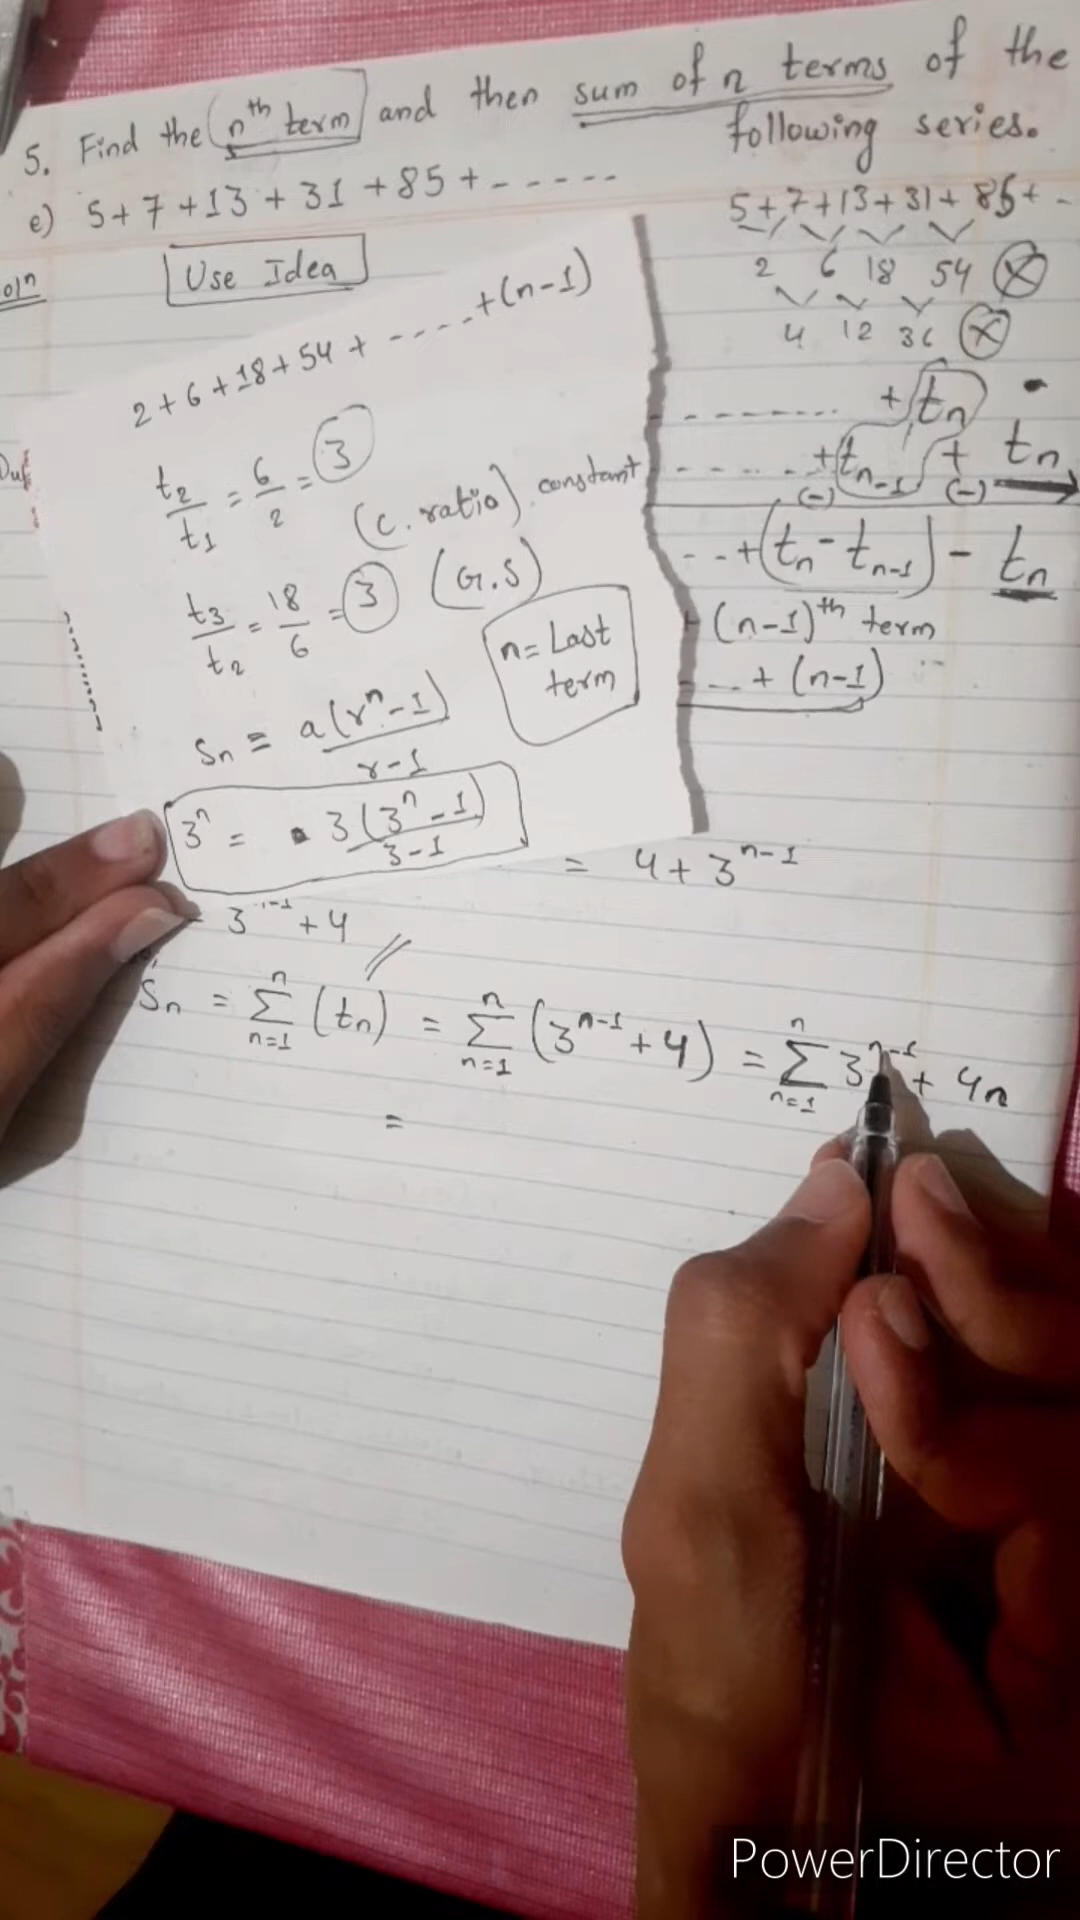 5. Find the nth term and then sum of n terms of the following series.
e) 5+7+13+31+85+------
5+7+13+31+85+-
2 6 18 54 ×
4 12 36 ×
Soln
Use Idea
2+6+18+54+----+(n-1)
t2/t1 = 6/2 = 3
(C. ratio) constant
t3/t2 = 18/6 = 3 (G.S)
n = Last term
Sn = a(r^n-1)/r-1
3^n = 3(3^n-1)/3-1
--------- + tn
----- + tn-1 + tn
(-) (-)
--+(tn - tn-1) - tn
+ (n-1)th term
--- + (n-1)
= 4+3^n-1
= 3^n-1 + 4
Sn = Σ n n=1 (tn) = Σ n n=1 (3^n-1 + 4) = Σ n n=1 3^n-1 + 4n
=
PowerDirector